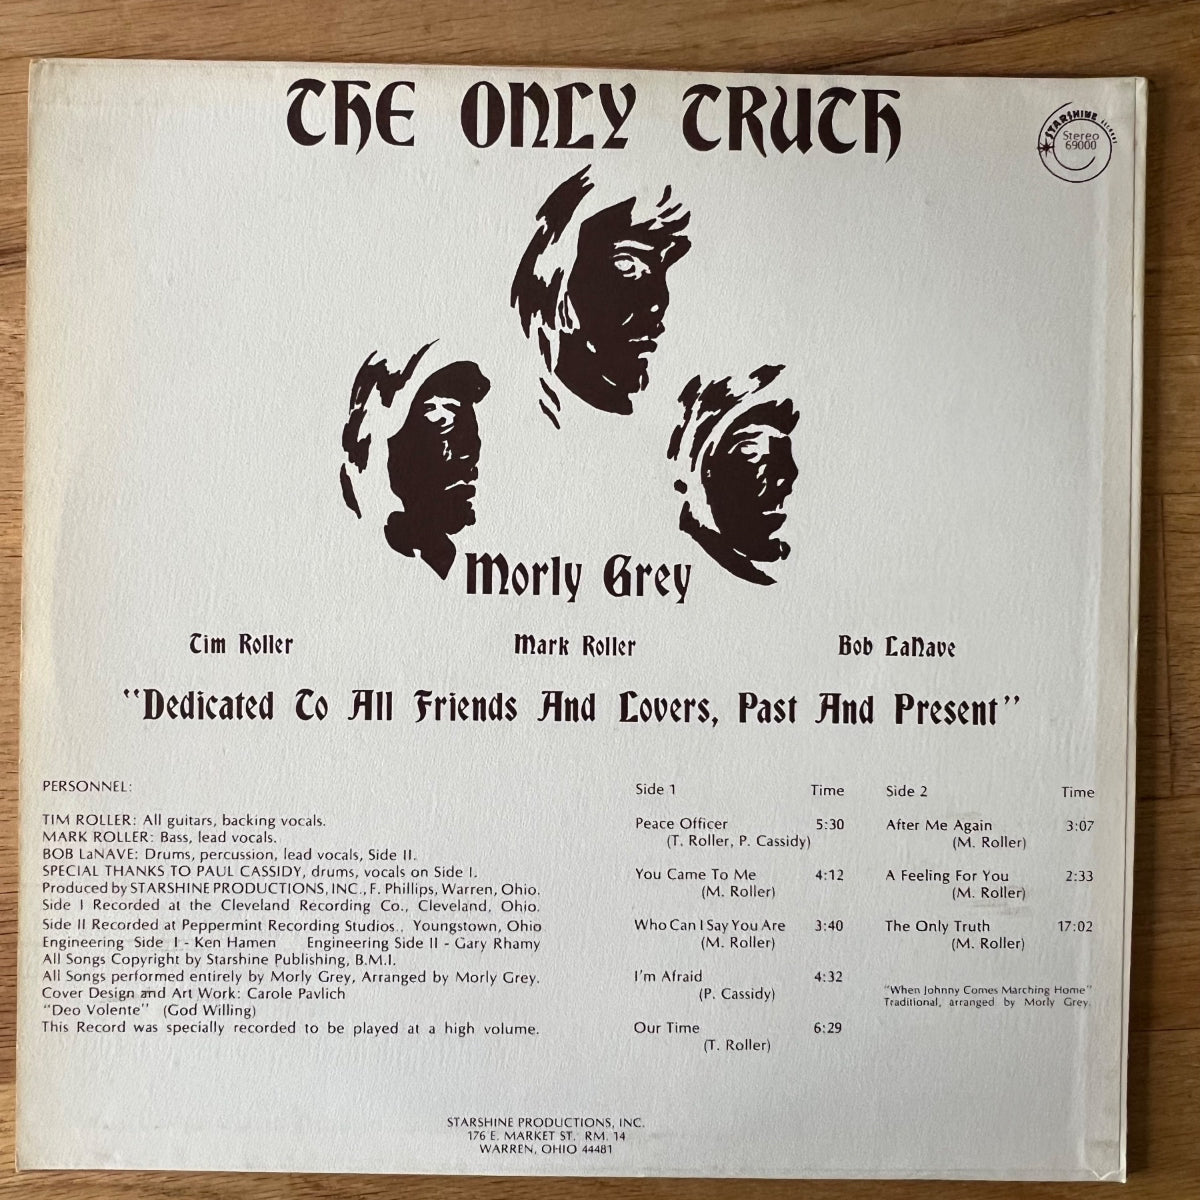 THE ONLY TRUTH
STARSHINE RECORDS
Stereo
69000
Morly Grey
Tim Roller Mark Roller Bob LaNave
"Dedicated To All Friends And Lovers, Past And Present"
PERSONNEL:
TIM ROLLER: All guitars, backing vocals.
MARK ROLLER: Bass, lead vocals.
BOB LaNAVE: Drums, percussion, lead vocals, Side II.
SPECIAL THANKS TO PAUL CASSIDY, drums, vocals on Side I.
Produced by STARSHINE PRODUCTIONS, INC., F. Phillips, Warren, Ohio.
Side I Recorded at the Cleveland Recording Co., Cleveland, Ohio.
Side II Recorded at Peppermint Recording Studios., Youngstown, Ohio
Engineering Side I - Ken Hamen Engineering Side II - Gary Rhamy
All Songs Copyright by Starshine Publishing, B.M.I.
All Songs performed entirely by Morly Grey, Arranged by Morly Grey.
Cover Design and Art Work: Carole Pavlich
"Deo Volente" (God Willing)
This Record was specially recorded to be played at a high volume.
Side 1 Time
Peace Officer 5:30
(T. Roller, P. Cassidy)
You Came To Me 4:12
(M. Roller)
Who Can I Say You Are 3:40
(M. Roller)
I'm Afraid 4:32
(P. Cassidy)
Our Time 6:29
(T. Roller)
Side 2 Time
After Me Again 3:07
(M. Roller)
A Feeling For You 2:33
(M. Roller)
The Only Truth 17:02
(M. Roller)
"When Johnny Comes Marching Home"
Traditional, arranged by Morly Grey.
STARSHINE PRODUCTIONS, INC.
176 E. MARKET ST. RM. 14
WARREN, OHIO 44481